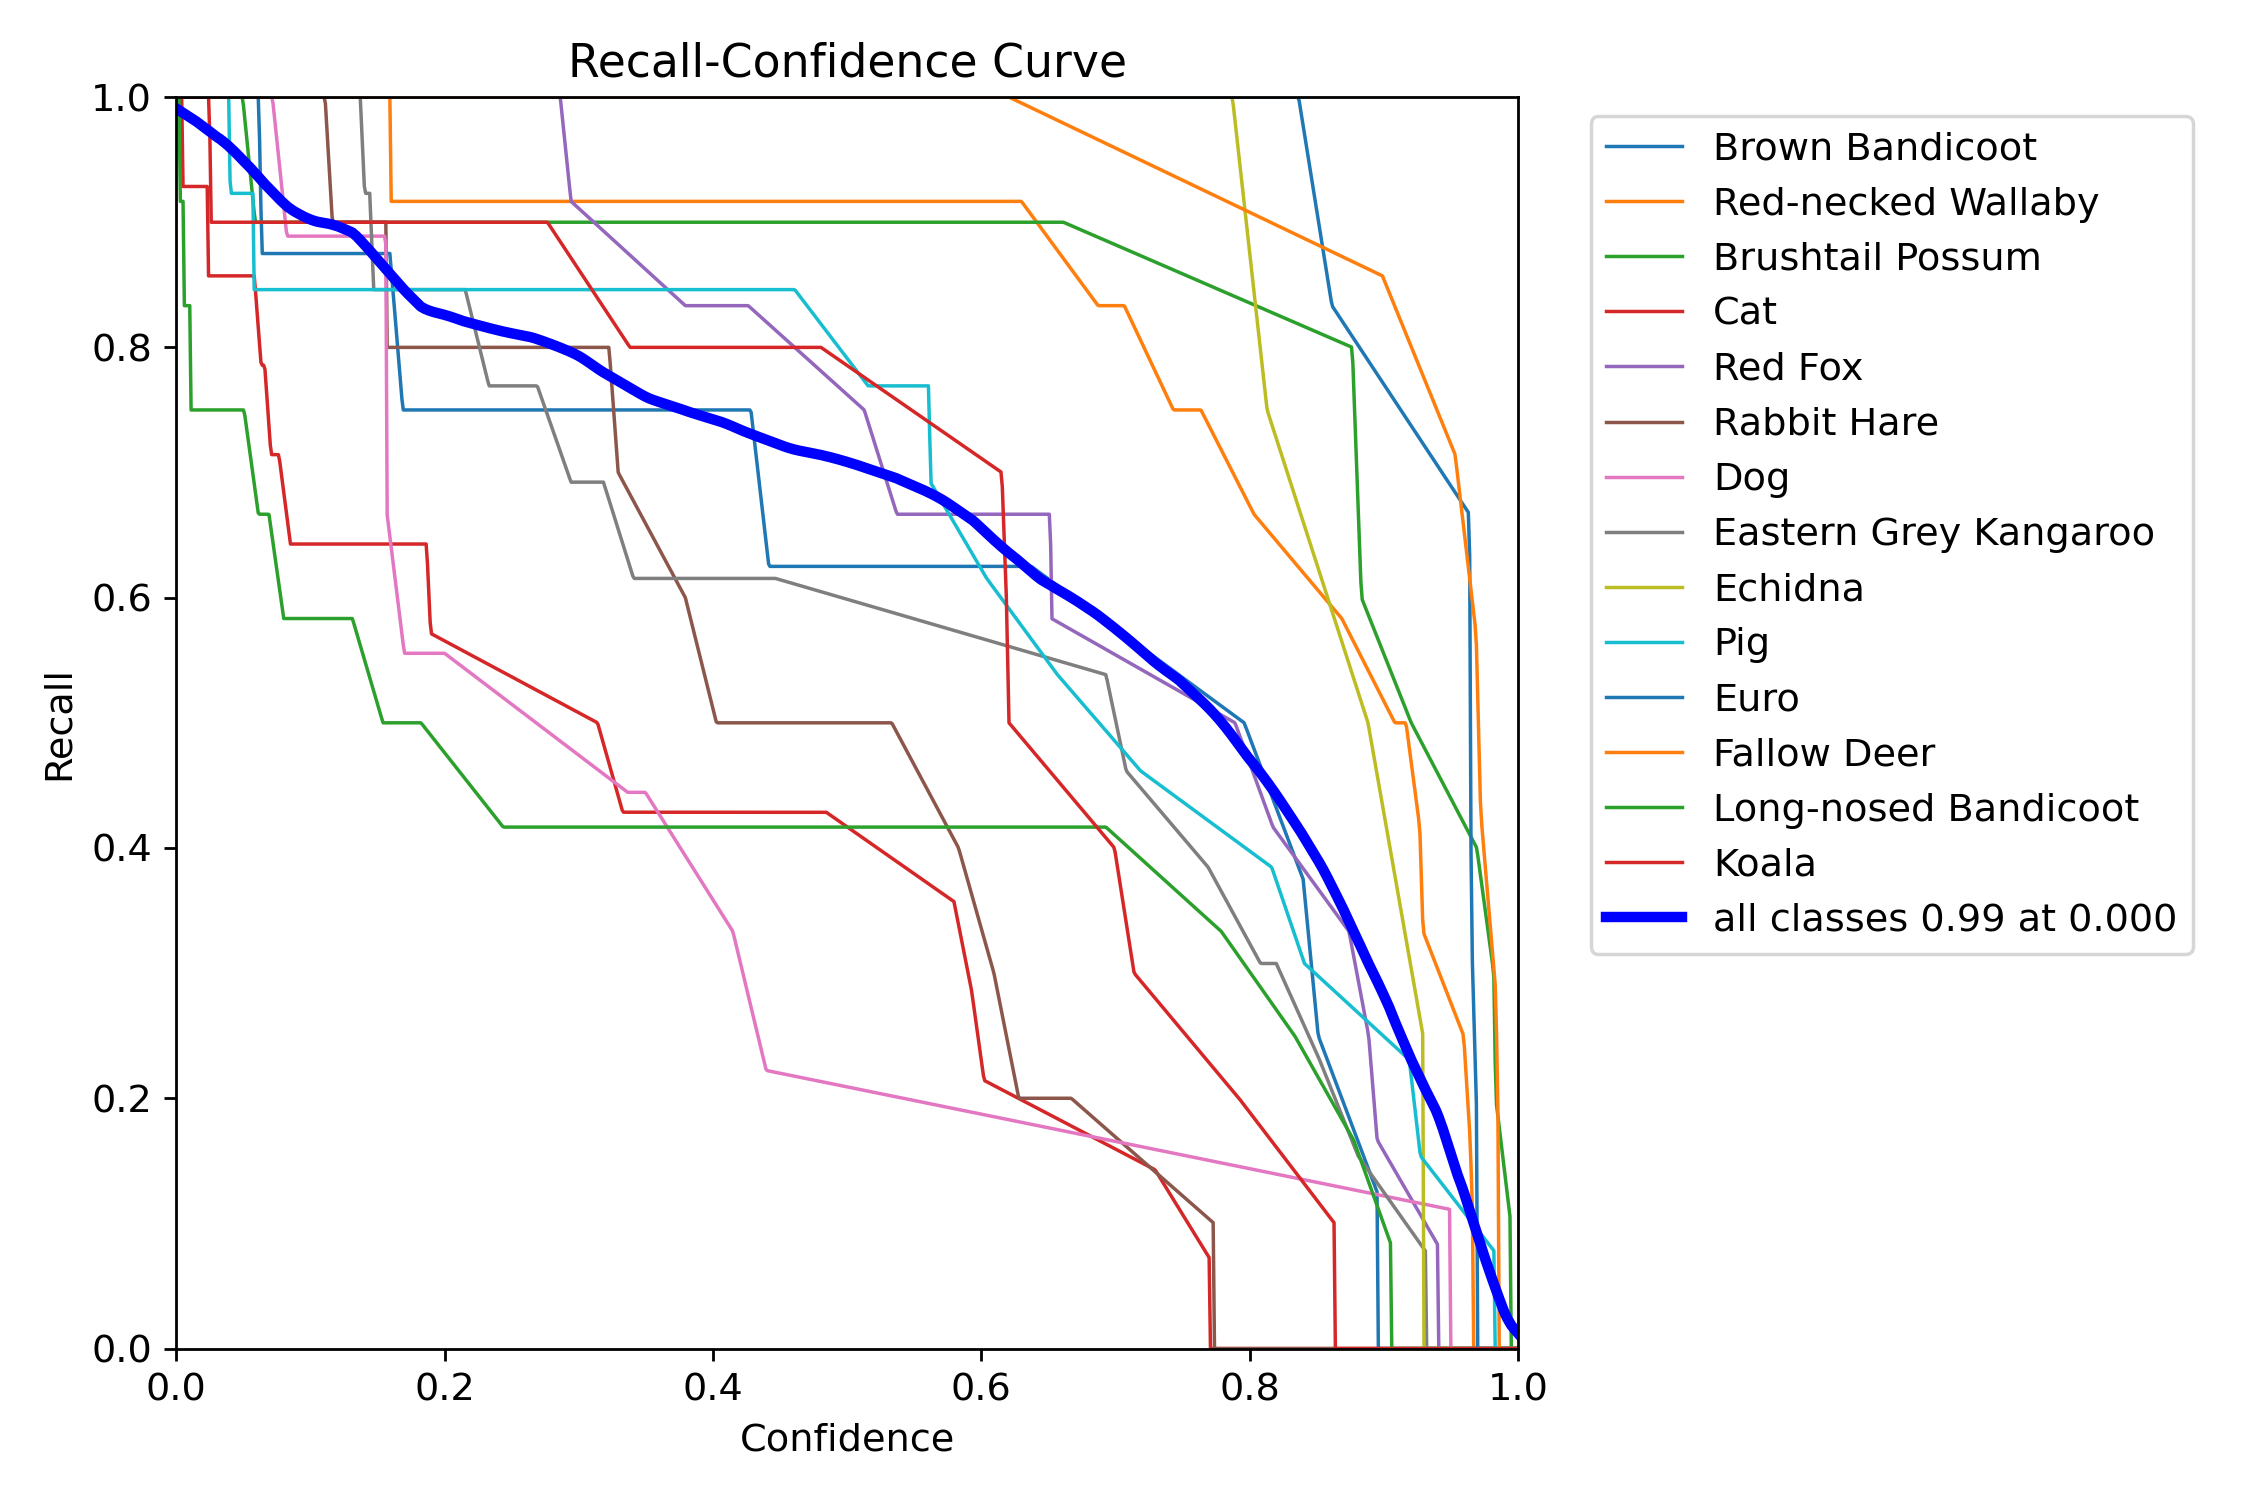 Recall-Confidence Curve
1.0
0.8
0.6
0.4
0.2
0.0
Recall
0.0 0.2 0.4 0.6 0.8 1.0
Confidence
Brown Bandicoot
Red-necked Wallaby
Brushtail Possum
Cat
Red Fox
Rabbit Hare
Dog
Eastern Grey Kangaroo
Echidna
Pig
Euro
Fallow Deer
Long-nosed Bandicoot
Koala
all classes 0.99 at 0.000